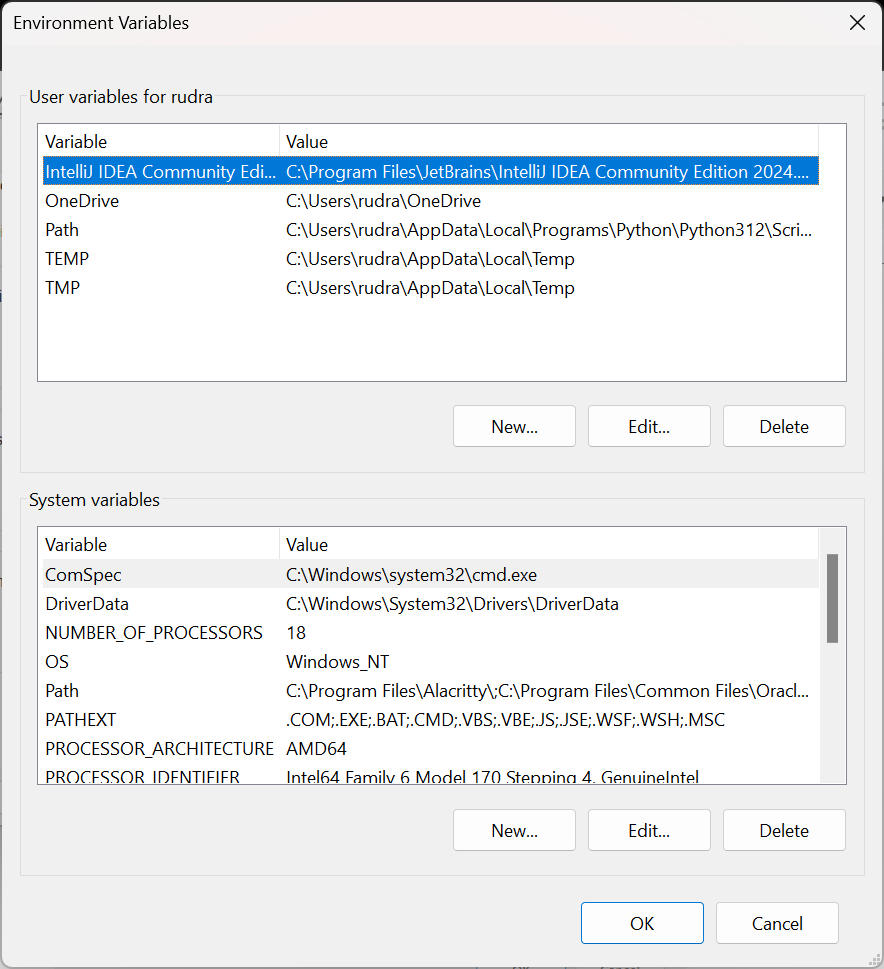 Environment Variables
User variables for rudra
Variable Value
IntelliJ IDEA Community Edi... C:\Program Files\JetBrains\IntelliJ IDEA Community Edition 2024....
OneDrive C:\Users\rudra\OneDrive
Path C:\Users\rudra\AppData\Local\Programs\Python\Python312\Scri...
TEMP C:\Users\rudra\AppData\Local\Temp
TMP C:\Users\rudra\AppData\Local\Temp
New... Edit... Delete
System variables
Variable Value
ComSpec C:\Windows\system32\cmd.exe
DriverData C:\Windows\System32\Drivers\DriverData
NUMBER_OF_PROCESSORS 18
OS Windows_NT
Path C:\Program Files\Alacritty\;C:\Program Files\Common Files\Oracl...
PATHEXT .COM;.EXE;.BAT;.CMD;.VBS;.VBE;.JS;.JSE;.WSF;.WSH;.MSC
PROCESSOR_ARCHITECTURE AMD64
PROCESSOR_IDENTIFIER Intel64 Family 6 Model 170 Stepping 4, GenuineIntel
New... Edit... Delete
OK Cancel